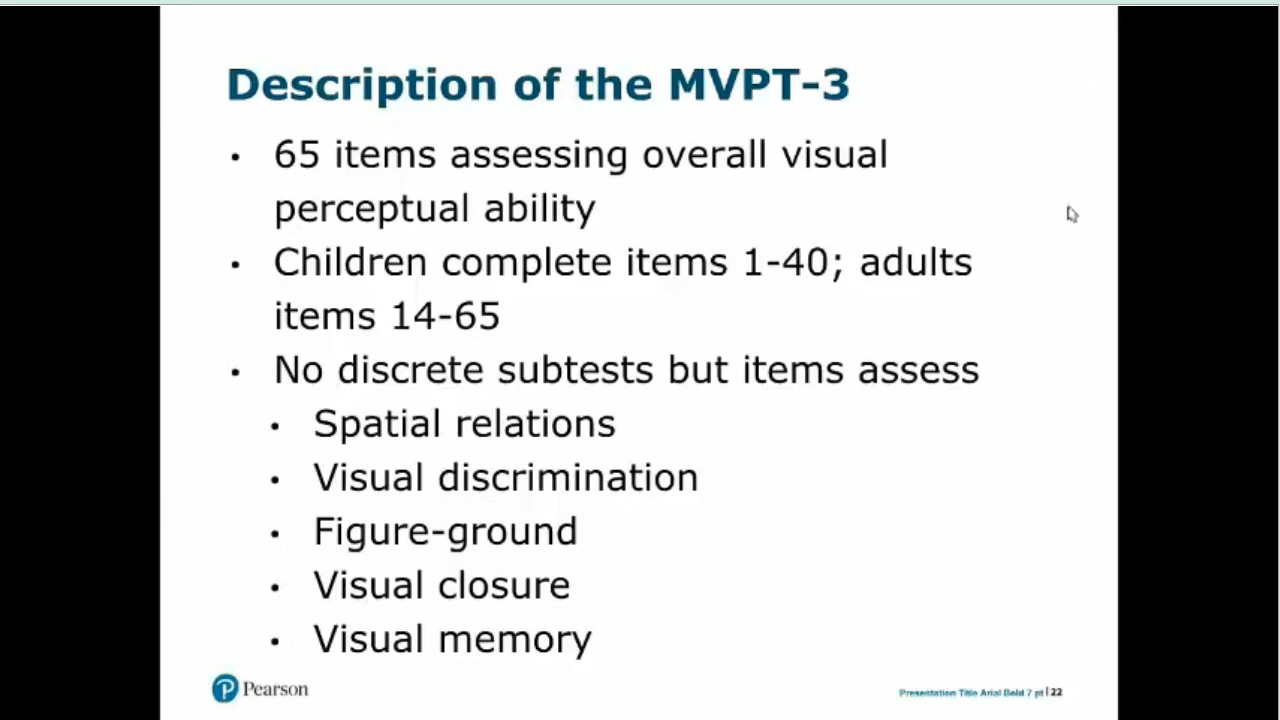 Description of the MVPT-3
• 65 items assessing overall visual
perceptual ability
• Children complete items 1-40; adults
items 14-65
• No discrete subtests but items assess
• Spatial relations
• Visual discrimination
• Figure-ground
• Visual closure
• Visual memory
P Pearson
Presentation Title Arial Bold 7 pt | 22